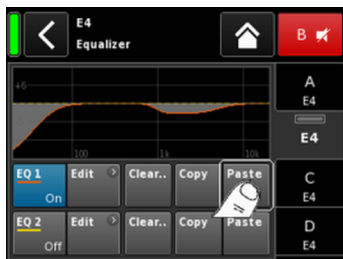 E4
Equalizer
B
+6
100
1k
10k
A
E4
E4
EQ 1
On
Edit
Clear..
Copy
Paste
C
E4
EQ 2
Off
Edit
Clear..
Copy
Paste
D
E4